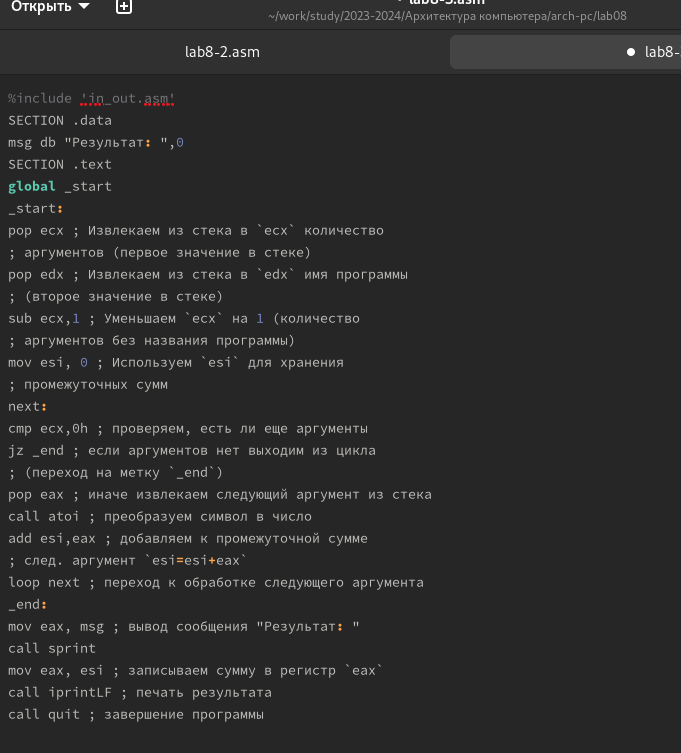 Открыть
~/work/study/2023-2024/Архитектура компьютера/arch-pc/lab08
lab8-2.asm
lab8-
%include 'in_out.asm'
SECTION .data
msg db "Результат: ",0
SECTION .text
global _start
_start:
pop ecx ; Извлекаем из стека в `ecx` количество
; аргументов (первое значение в стеке)
pop edx ; Извлекаем из стека в `edx` имя программы
; (второе значение в стеке)
sub ecx,1 ; Уменьшаем `ecx` на 1 (количество
; аргументов без названия программы)
mov esi, 0 ; Используем `esi` для хранения
; промежуточных сумм
next:
cmp ecx,0h ; проверяем, есть ли еще аргументы
jz _end ; если аргументов нет выходим из цикла
; (переход на метку `_end`)
pop eax ; иначе извлекаем следующий аргумент из стека
call atoi ; преобразуем символ в число
add esi,eax ; добавляем к промежуточной сумме
; след. аргумент `esi=esi+eax`
loop next ; переход к обработке следующего аргумента
_end:
mov eax, msg ; вывод сообщения "Результат: "
call sprint
mov eax, esi ; записываем сумму в регистр `eax`
call iprintLF ; печать результата
call quit ; завершение программы